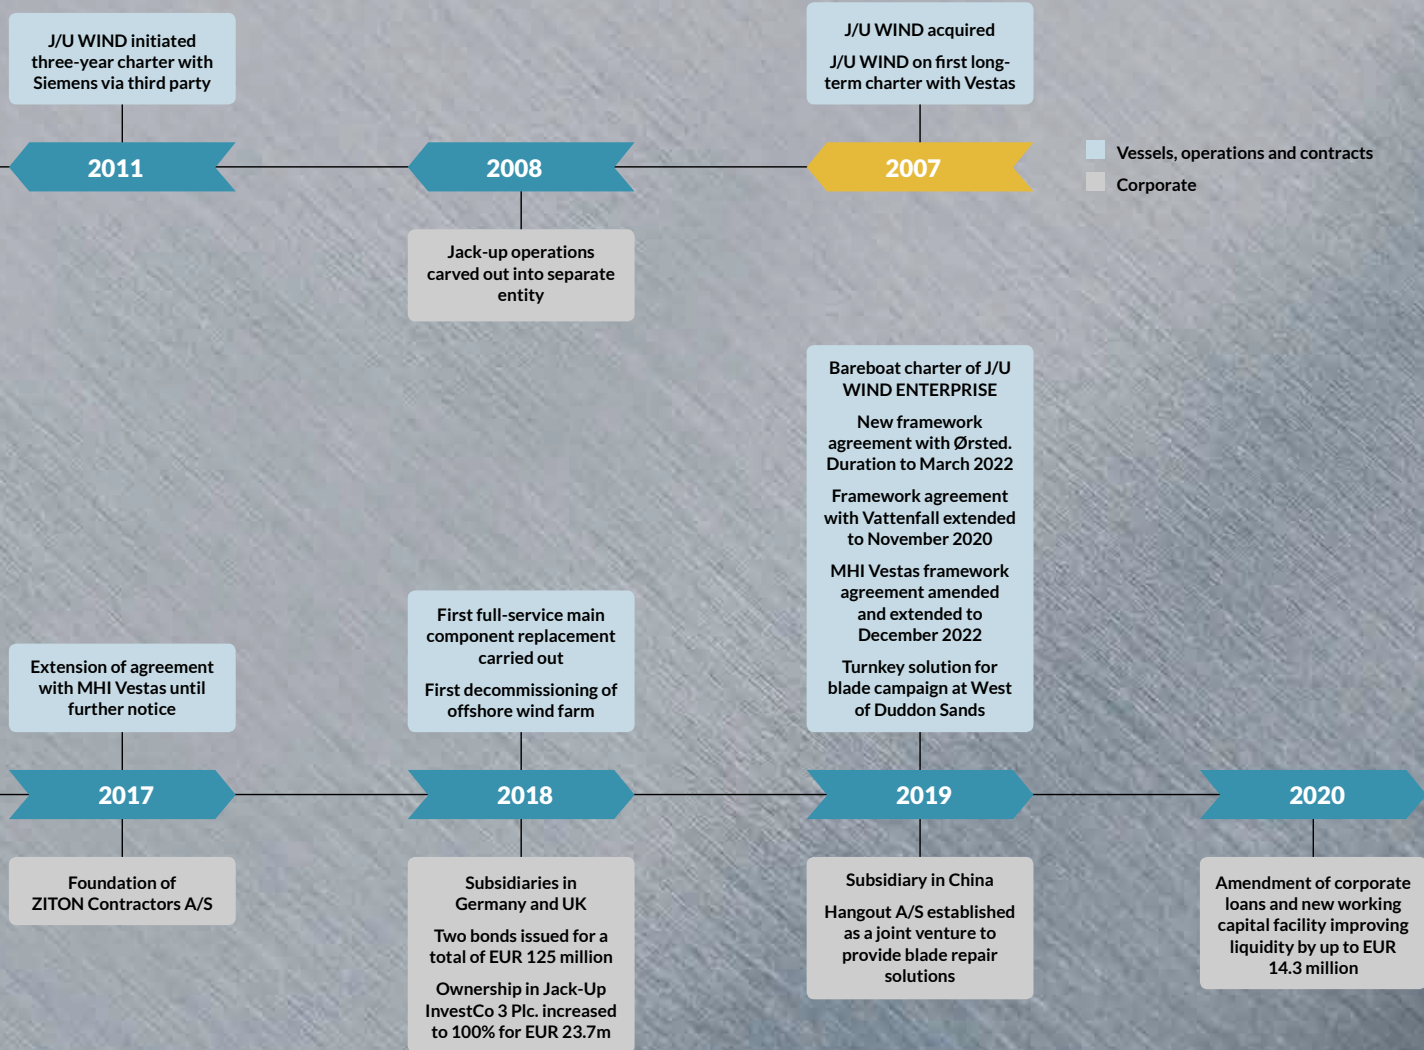 J/U WIND initiated
three-year charter with
Siemens via third party
J/U WIND acquired
J/U WIND on first long-
term charter with Vestas
2011
2008
2007
Vessels, operations and contracts
Corporate
Jack-up operations
carved out into separate
entity
Extension of agreement
with MHI Vestas until
further notice
First full-service main
component replacement
carried out
First decommissioning of
offshore wind farm
Bareboat charter of J/U
WIND ENTERPRISE
New framework
agreement with Ørsted.
Duration to March 2022
Framework agreement
with Vattenfall extended
to November 2020
MHI Vestas framework
agreement amended
and extended to
December 2022
Turnkey solution for
blade campaign at West
of Duddon Sands
2017
2018
2019
2020
Foundation of
ZITON Contractors A/S
Subsidiaries in
Germany and UK
Two bonds issued for a
total of EUR 125 million
Ownership in Jack-Up
InvestCo 3 Plc. increased
to 100% for EUR 23.7m
Subsidiary in China
Hangout A/S established
as a joint venture to
provide blade repair
solutions
Amendment of corporate
loans and new working
capital facility improving
liquidity by up to EUR
14.3 million